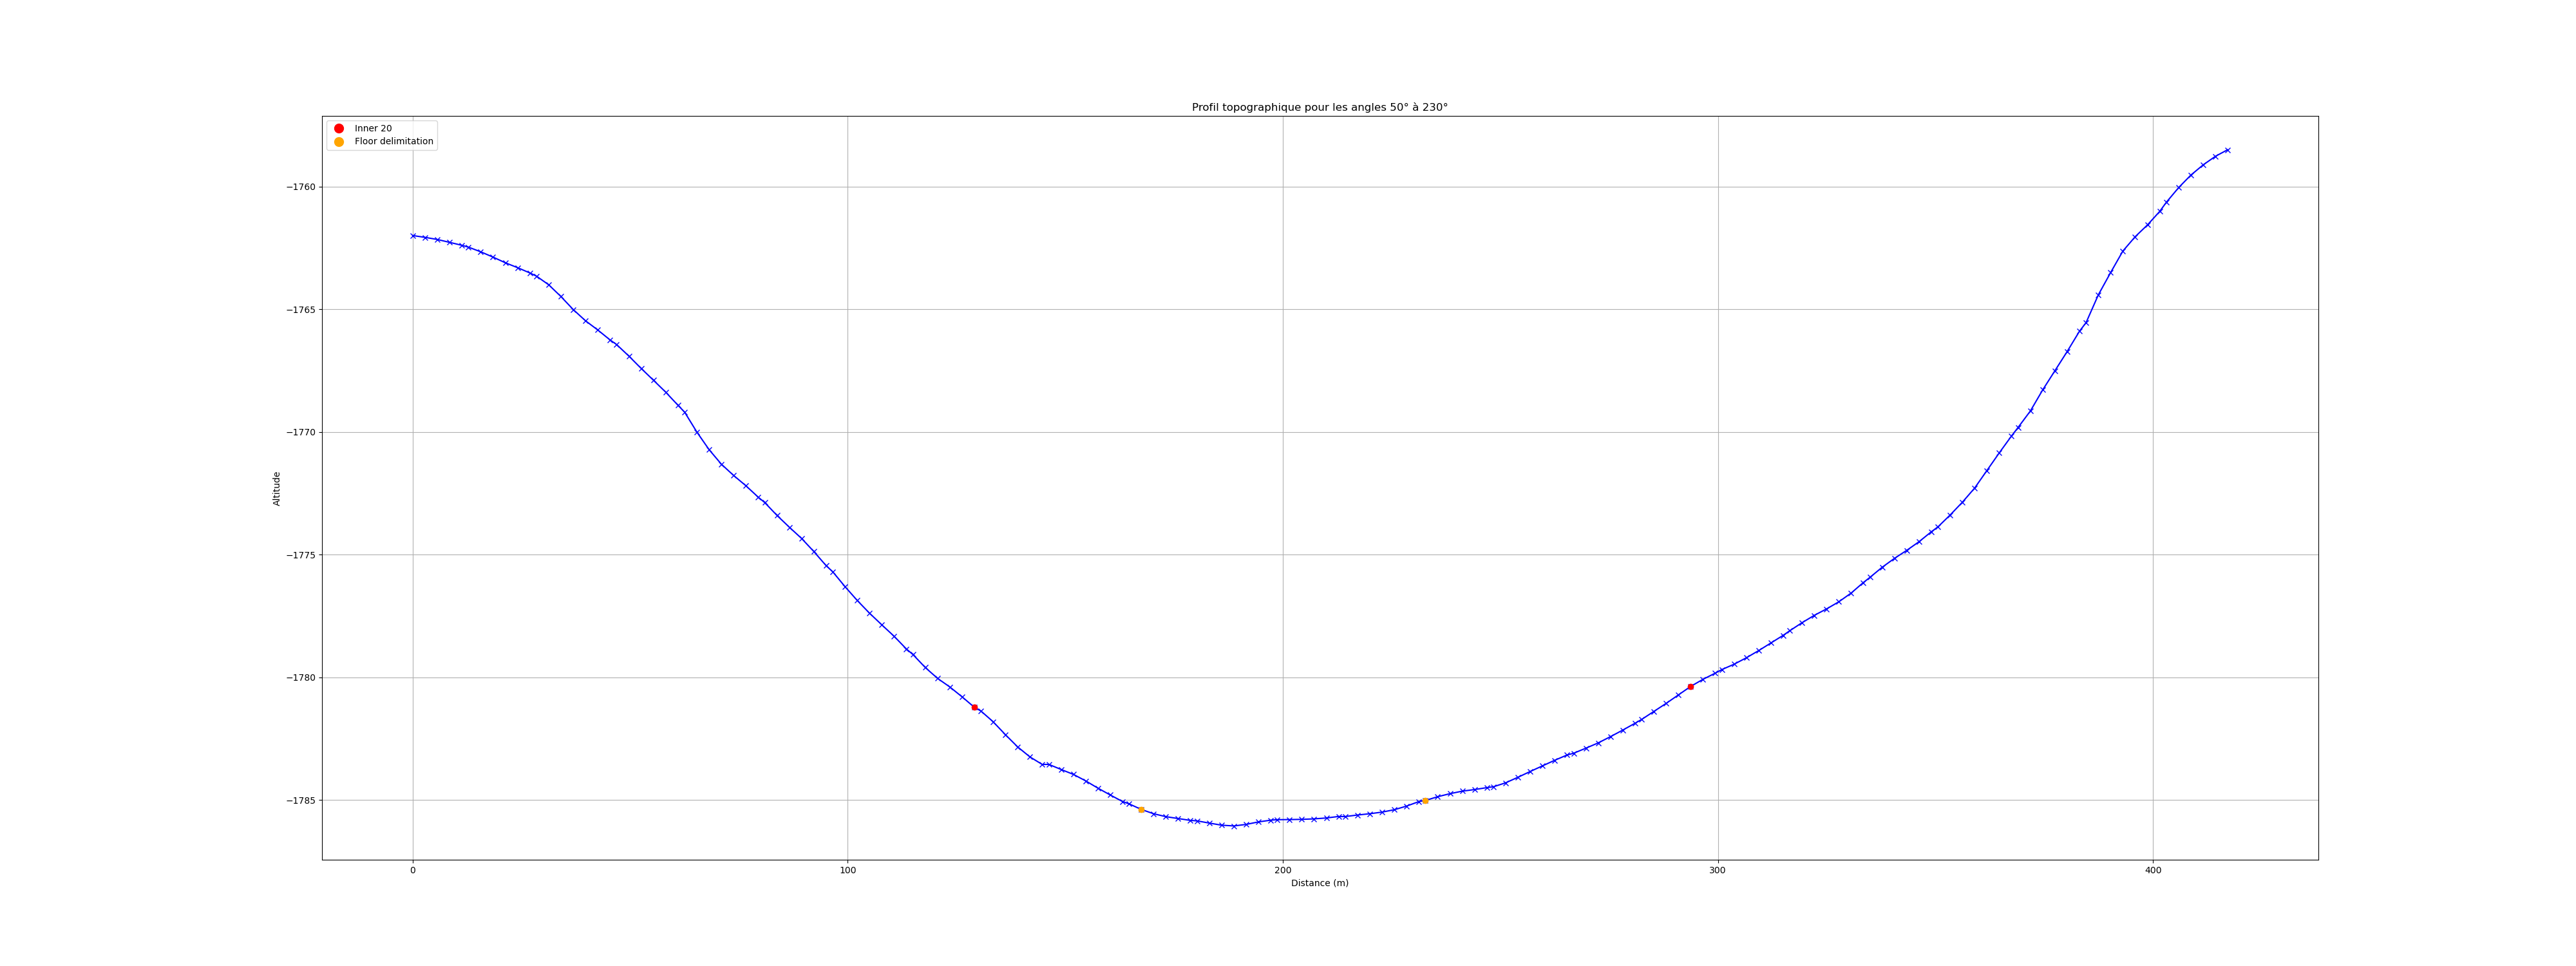 Profil topographique pour les angles 50° à 230°
Inner 20
Floor delimitation
−1760
−1765
−1770
−1775
−1780
−1785
Altitude
0 100 200 300 400
Distance (m)